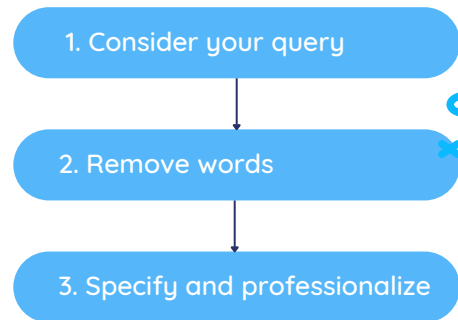 1. Consider your query
2. Remove words
3. Specify and professionalize